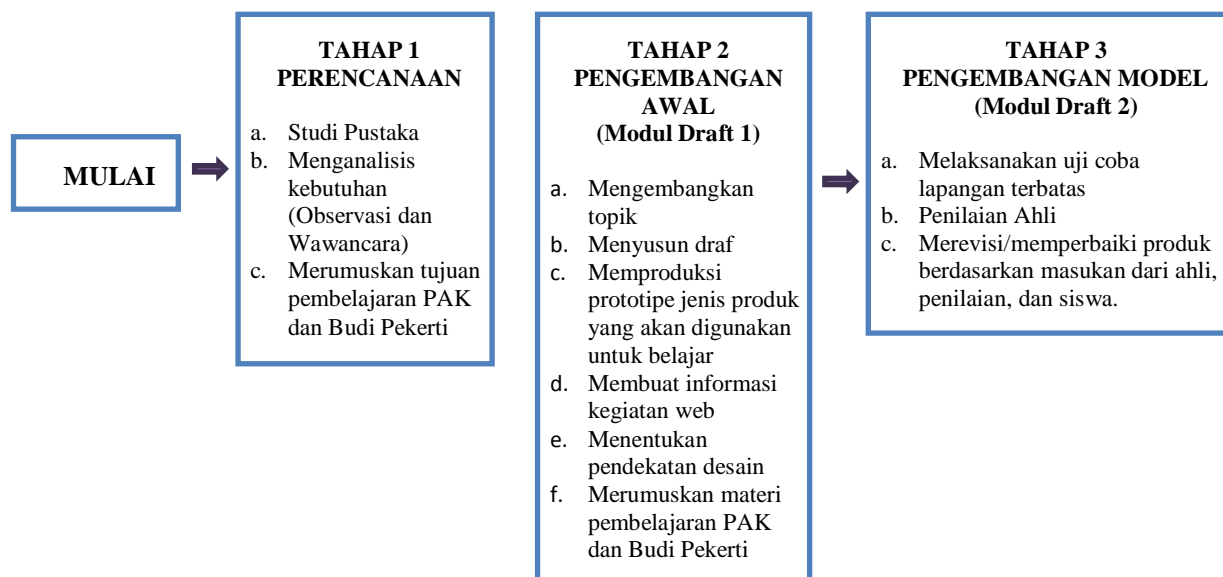 MULAI
TAHAP 1
PERENCANAAN
a. Studi Pustaka
b. Menganalisis
kebutuhan
(Observasi dan
Wawancara)
c. Merumuskan tujuan
pembelajaran PAK
dan Budi Pekerti
TAHAP 2
PENGEMBANGAN
AWAL
(Modul Draft 1)
a. Mengembangkan
topik
b. Menyusun draf
c. Memproduksi
prototipe jenis produk
yang akan digunakan
untuk belajar
d. Membuat informasi
kegiatan web
e. Menentukan
pendekatan desain
f. Merumuskan materi
pembelajaran PAK
dan Budi Pekerti
TAHAP 3
PENGEMBANGAN MODEL
(Modul Draft 2)
a. Melaksanakan uji coba
lapangan terbatas
b. Penilaian Ahli
c. Merevisi/memperbaiki produk
berdasarkan masukan dari ahli,
penilaian, dan siswa.